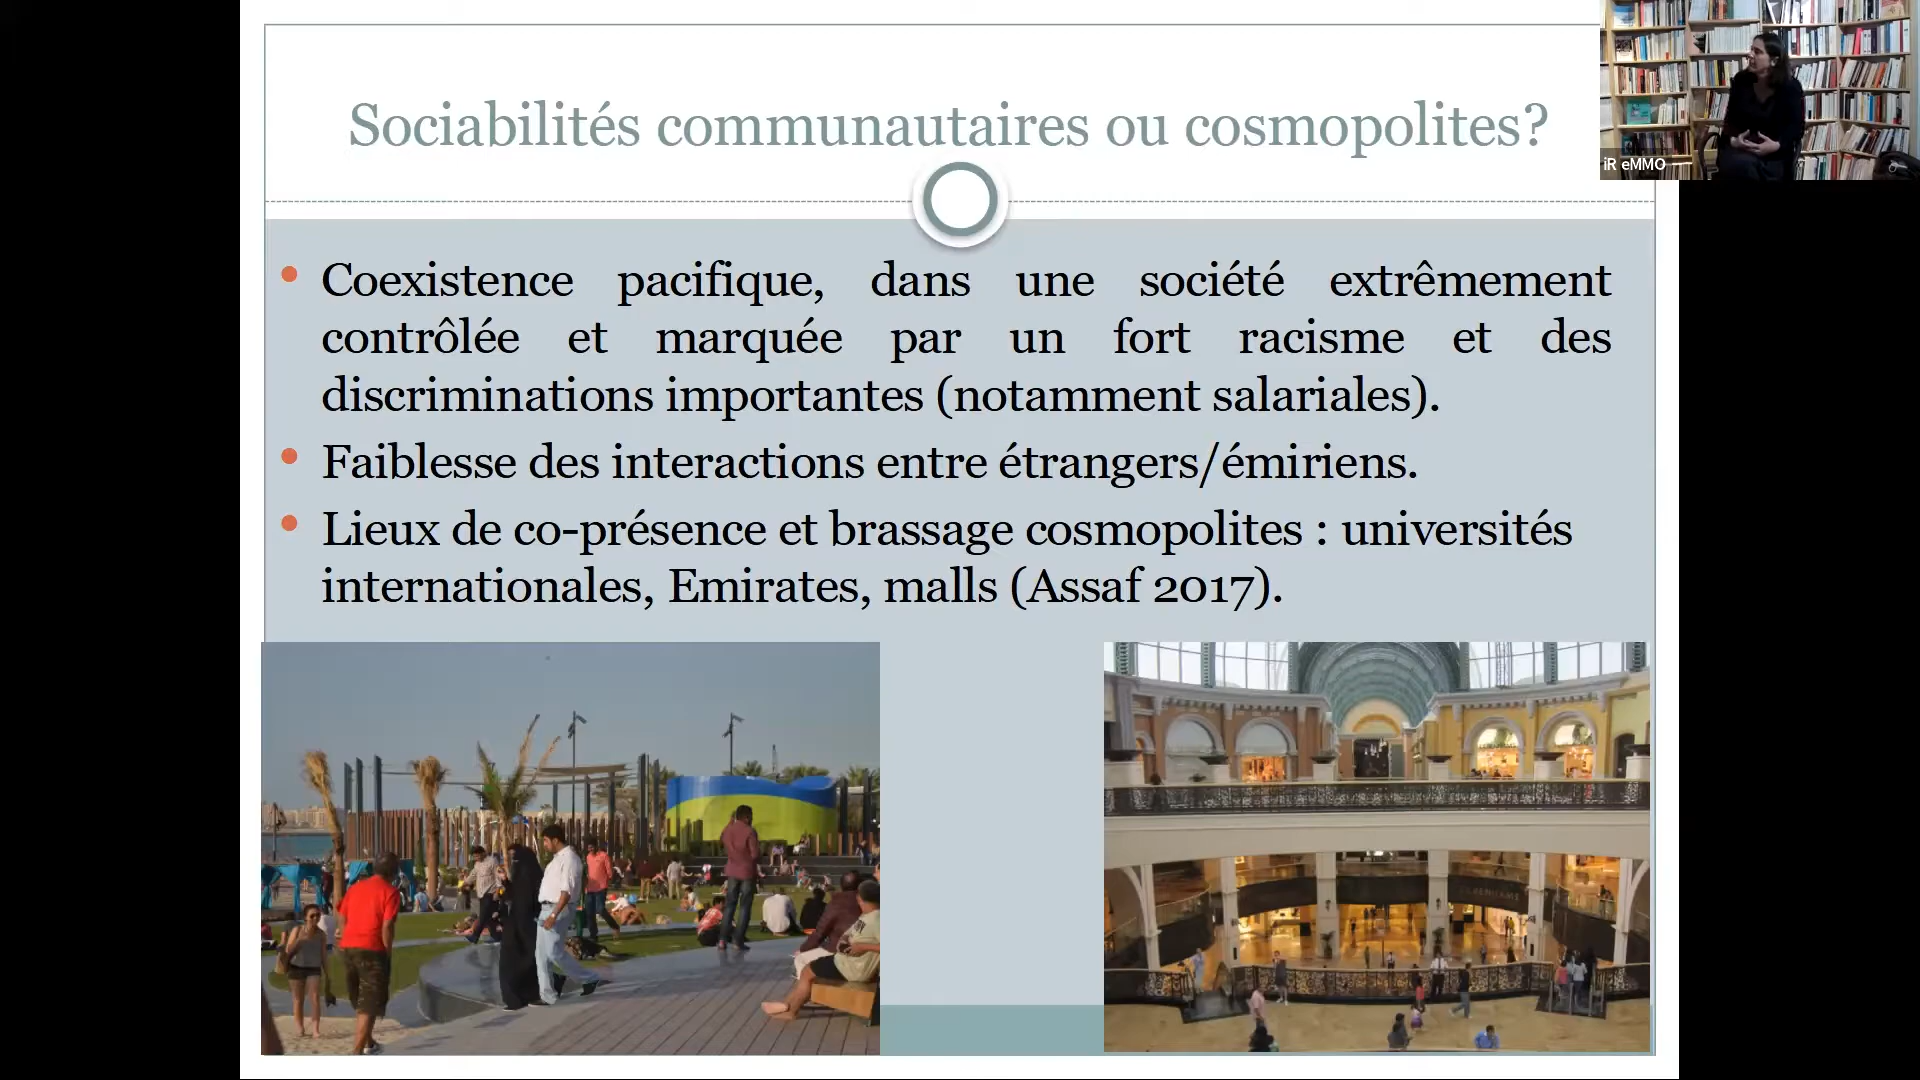 Sociabilités communautaires ou cosmopolites?
iR eMMO
Coexistence pacifique, dans une société extrêmement
contrôlée et marquée par un fort racisme et des
discriminations importantes (notamment salariales).
Faiblesse des interactions entre étrangers/émiriens.
Lieux de co-présence et brassage cosmopolites : universités
internationales, Emirates, malls (Assaf 2017).